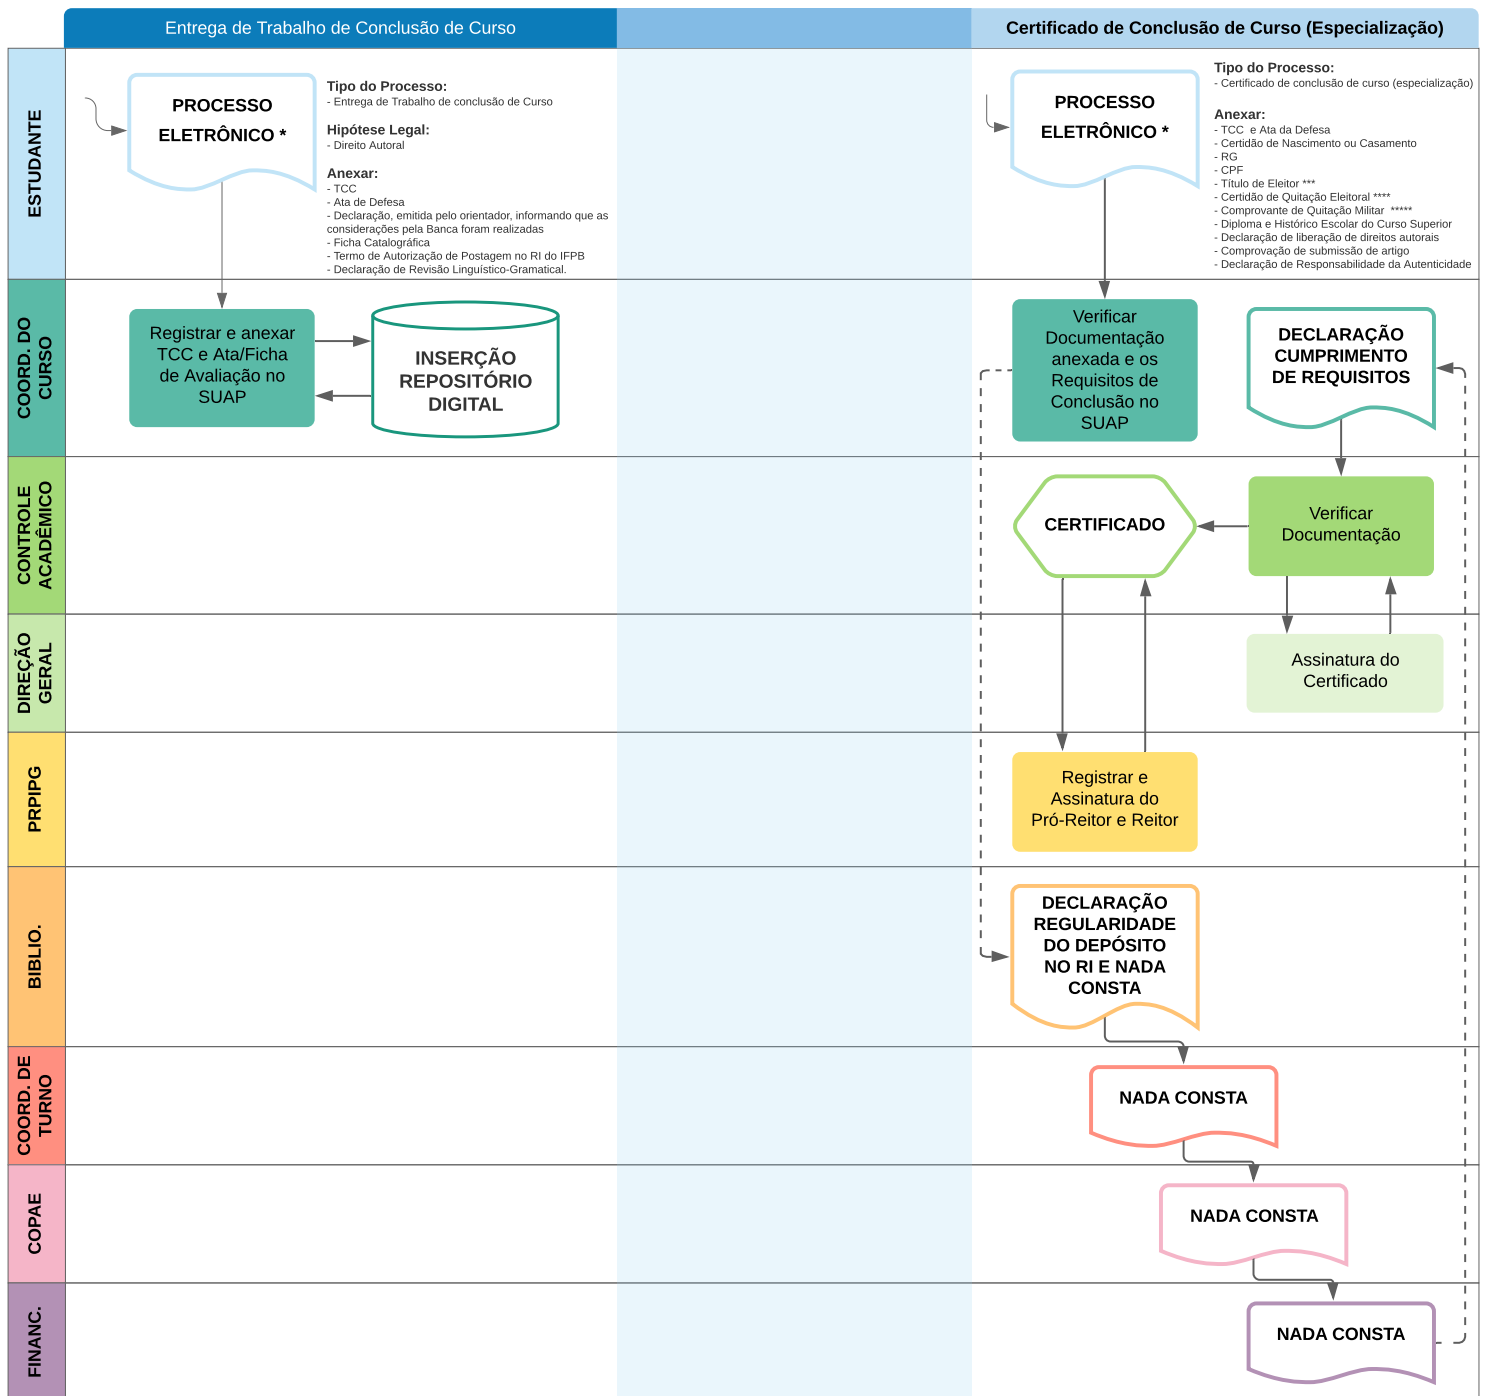 Entrega de Trabalho de Conclusão de Curso
Certificado de Conclusão de Curso (Especialização)
ESTUDANTE
PROCESSO
ELETRÔNICO *
Tipo do Processo:
- Entrega de Trabalho de conclusão de Curso
Hipótese Legal:
- Direito Autoral
Anexar:
- TCC
- Ata de Defesa
- Declaração, emitida pelo orientador, informando que as
considerações pela Banca foram realizadas
- Ficha Catalográfica
- Termo de Autorização de Postagem no RI do IFPB
- Declaração de Revisão Linguístico-Gramatical.
PROCESSO
ELETRÔNICO *
Tipo do Processo:
- Certificado de conclusão de curso (especialização)
Anexar:
- TCC  e Ata da Defesa
- Certidão de Nascimento ou Casamento
- RG
- CPF
- Título de Eleitor ***
- Certidão de Quitação Eleitoral ****
- Comprovante de Quitação Militar  *****
- Diploma e Histórico Escolar do Curso Superior
- Declaração de liberação de direitos autorais
- Comprovação de submissão de artigo
- Declaração de Responsabilidade da Autenticidade
COORD. DO
CURSO
Registrar e anexar
TCC e Ata/Ficha
de Avaliação no
SUAP
INSERÇÃO
REPOSITÓRIO
DIGITAL
Verificar
Documentação
anexada e os
Requisitos de
Conclusão no
SUAP
DECLARAÇÃO
CUMPRIMENTO
DE REQUISITOS
CONTROLE
ACADÊMICO
CERTIFICADO
Verificar
Documentação
DIREÇÃO
GERAL
Assinatura do
Certificado
PRPIPG
Registrar e
Assinatura do
Pró-Reitor e Reitor
BIBLIO.
DECLARAÇÃO
REGULARIDADE
DO DEPÓSITO
NO RI E NADA
CONSTA
COORD. DE
TURNO
NADA CONSTA
COPAE
NADA CONSTA
FINANC.
NADA CONSTA